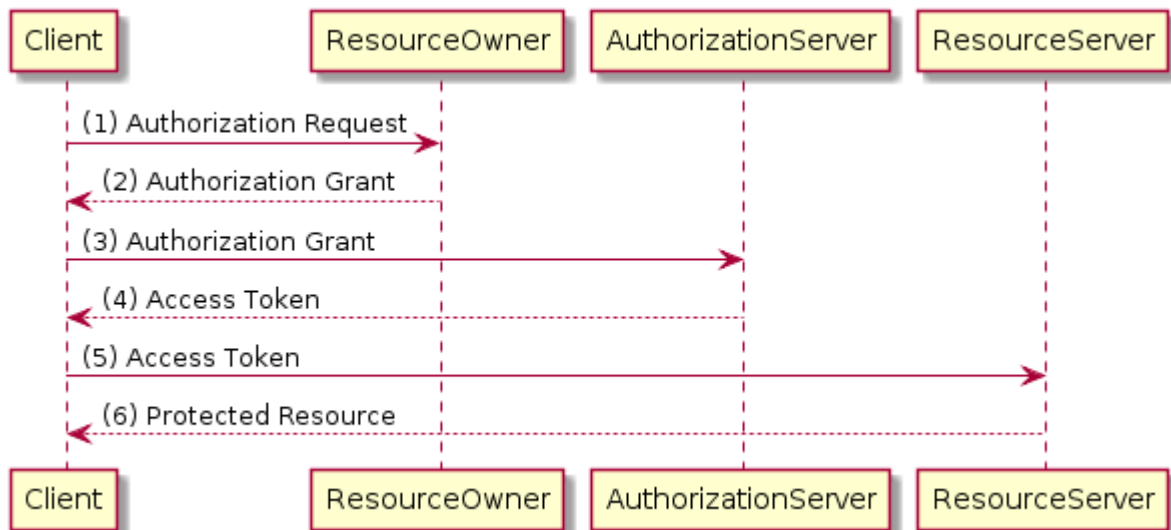 Client ResourceOwner AuthorizationServer ResourceServer
(1) Authorization Request
(2) Authorization Grant
(3) Authorization Grant
(4) Access Token
(5) Access Token
(6) Protected Resource
Client ResourceOwner AuthorizationServer ResourceServer